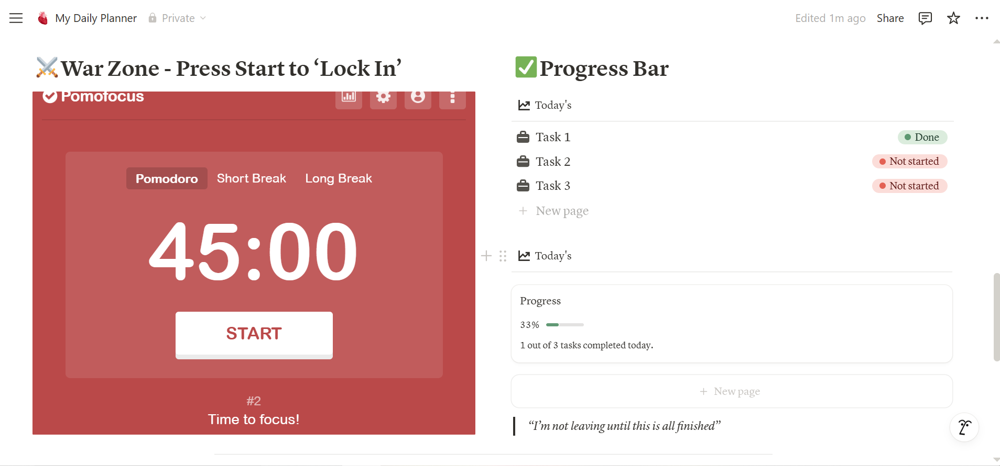 My Daily Planner Private
Edited 1m ago Share
War Zone - Press Start to ‘Lock In’
Pomofocus
Pomodoro Short Break Long Break
45:00
START
#2
Time to focus!
Progress Bar
Today's
Task 1 Done
Task 2 Not started
Task 3 Not started
+ New page
Today's
Progress
33%
1 out of 3 tasks completed today.
+ New page
“I’m not leaving until this is all finished”